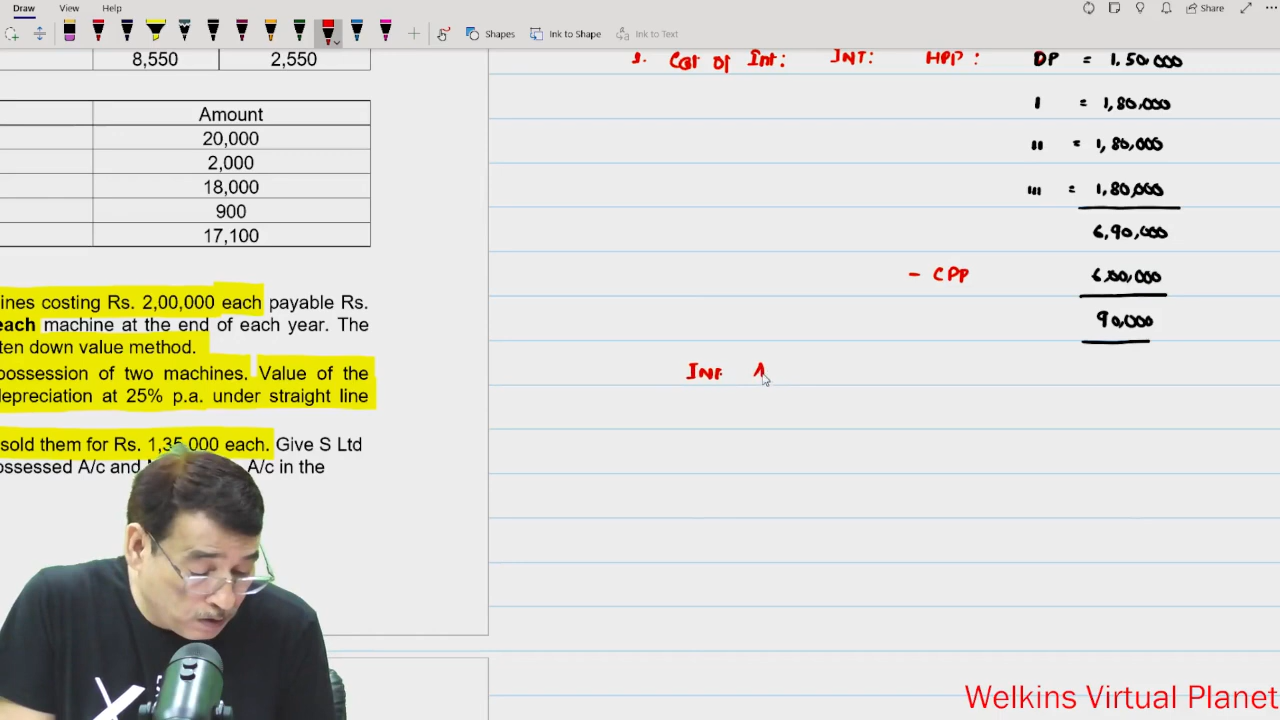 Draw View Help
Share
Shapes
Ink to Shape
Ink to Text
8,550 2,550
Amount
20,000
2,000
18,000
900
17,100
ines costing Rs. 2,00,000 each payable Rs.
each machine at the end of each year. The
ten down value method.
possession of two machines. Value of the
depreciation at 25% p.a. under straight line
sold them for Rs. 1,35,000 each. Give S Ltd
ossessed A/c and A/c in the
1. Cal of Int: INT: HPP: DP = 1,50,000
I = 1,80,000
II = 1,80,000
III = 1,80,000
6,90,000
- CPP 6,00,000
90,000
INT
Welkins Virtual Planet